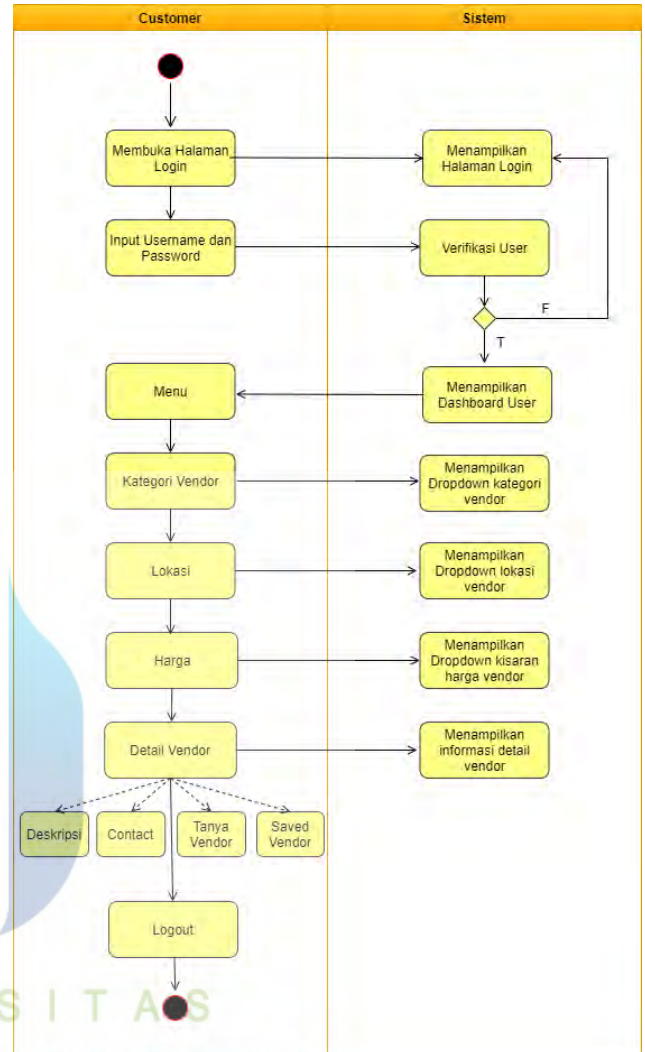 Customer
Sistem
Membuka Halaman
Login
Menampilkan
Halaman Login
Input Username dan
Password
Verifikasi User
F
T
Menu
Menampilkan
Dashboard User
Kategori Vendor
Menampilkan
Dropdown kategori
vendor
Lokasi
Menampilkan
Dropdown lokasi
vendor
Harga
Menampilkan
Dropdown kisaran
harga vendor
Detail Vendor
Menampilkan
informasi detail
vendor
Deskripsi
Contact
Tanya
Vendor
Saved
Vendor
Logout
S I T A S